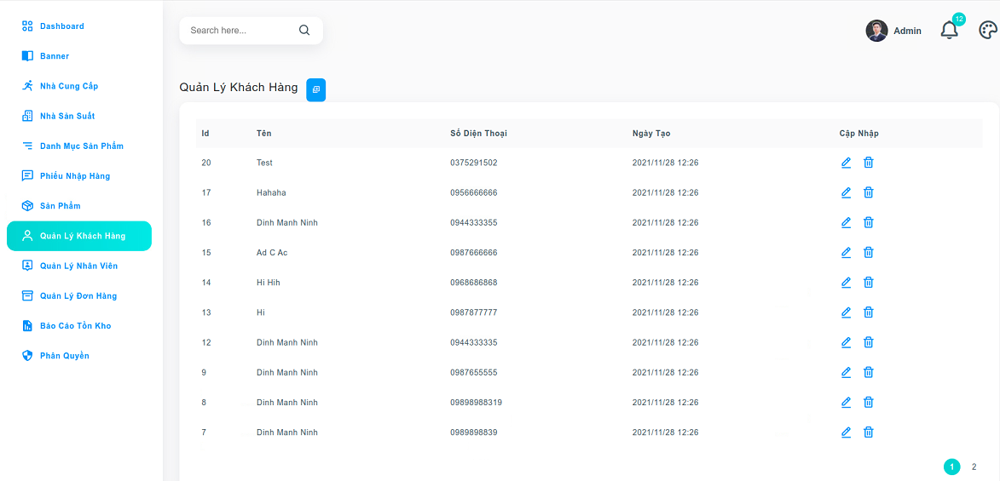 Dashboard
Banner
Nhà Cung Cấp
Nhà Sản Suất
Danh Mục Sản Phẩm
Phiếu Nhập Hàng
Sản Phẩm
Quản Lý Khách Hàng
Quản Lý Nhân Viên
Quản Lý Đơn Hàng
Báo Cáo Tồn Kho
Phân Quyền
Search here...
Admin
12
Quản Lý Khách Hàng
Id Tên Số Điện Thoại Ngày Tạo Cập Nhập
20 Test 0375291502 2021/11/28 12:26
17 Hahaha 0956666666 2021/11/28 12:26
16 Dinh Manh Ninh 0944333355 2021/11/28 12:26
15 Ad C Ac 0987666666 2021/11/28 12:26
14 Hi Hih 0968686868 2021/11/28 12:26
13 Hi 0987877777 2021/11/28 12:26
12 Dinh Manh Ninh 0944333335 2021/11/28 12:26
9 Dinh Manh Ninh 0987655555 2021/11/28 12:26
8 Dinh Manh Ninh 09898988319 2021/11/28 12:26
7 Dinh Manh Ninh 0989898839 2021/11/28 12:26
1 2